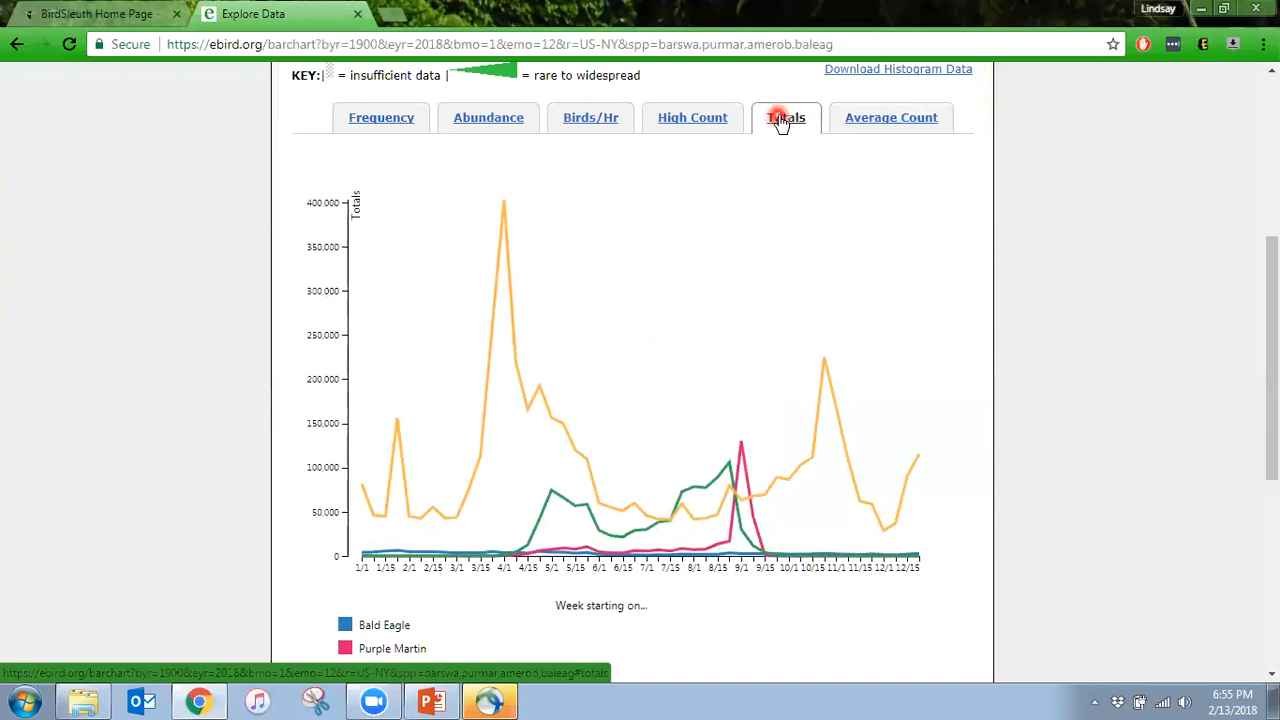 BirdSleuth Home Page -
Explore Data
Lindsay
Secure
https://ebird.org/barchart?byr=1900&eyr=2018&bmo=1&emo=12&r=US-NY&spp=barswa,purmar,amerob,baleag
KEY:| = insufficient data | = rare to widespread
Download Histogram Data
Frequency
Abundance
Birds/Hr
High Count
Totals
Average Count
Totals
400,000
350,000
300,000
250,000
200,000
150,000
100,000
50,000
0
1/1 1/15 2/1 2/15 3/1 3/15 4/1 4/15 5/1 5/15 6/1 6/15 7/1 7/15 8/1 8/15 9/1 9/15 10/1 10/15 11/1 11/15 12/1 12/15
Week starting on...
Bald Eagle
Purple Martin
https://ebird.org/barchart?byr=1900&eyr=2018&bmo=1&emo=12&r=US-NY&spp=barswa,purmar,amerob,baleag#totals
6:55 PM
2/13/2018